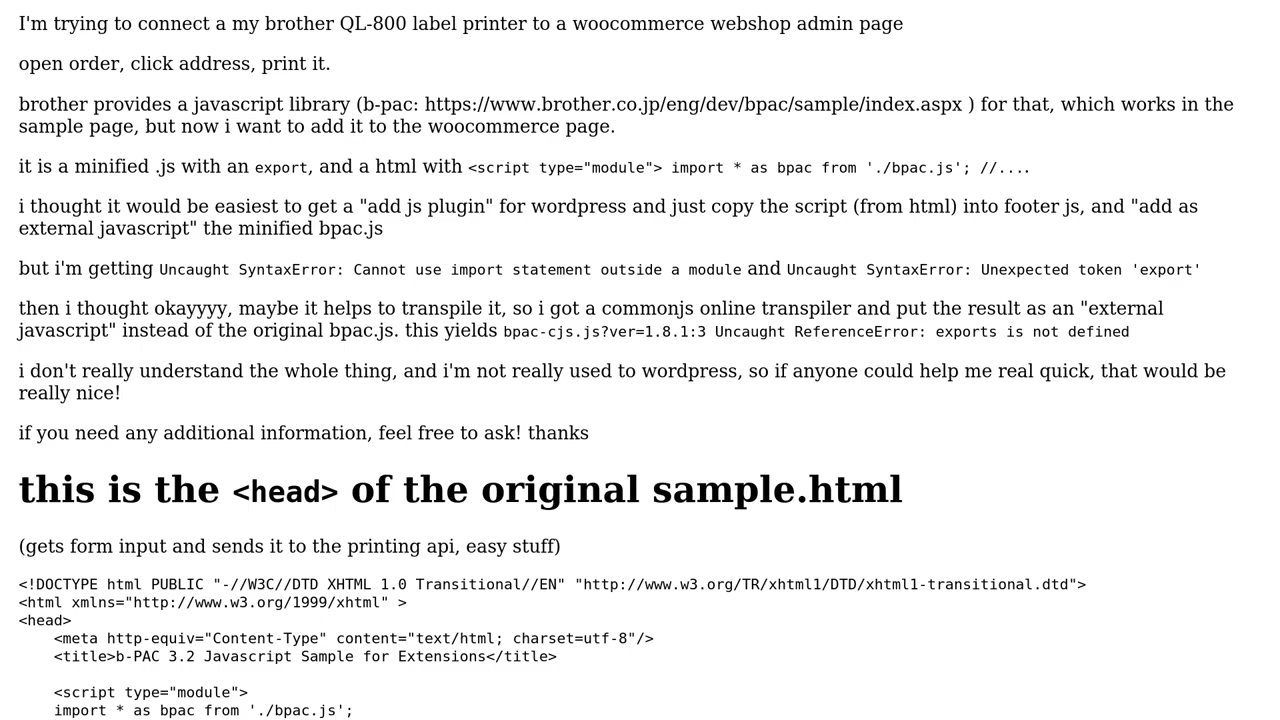 I'm trying to connect a my brother QL-800 label printer to a woocommerce webshop admin page
open order, click address, print it.
brother provides a javascript library (b-pac: https://www.brother.co.jp/eng/dev/bpac/sample/index.aspx ) for that, which works in the
sample page, but now i want to add it to the woocommerce page.
it is a minified .js with an export, and a html with <script type="module"> import * as bpac from './bpac.js'; //....
i thought it would be easiest to get a "add js plugin" for wordpress and just copy the script (from html) into footer js, and "add as
external javascript" the minified bpac.js
but i'm getting Uncaught SyntaxError: Cannot use import statement outside a module and Uncaught SyntaxError: Unexpected token 'export'
then i thought okayyyy, maybe it helps to transpile it, so i got a commonjs online transpiler and put the result as an "external
javascript" instead of the original bpac.js. this yields bpac-cjs.js?ver=1.8.1:3 Uncaught ReferenceError: exports is not defined
i don't really understand the whole thing, and i'm not really used to wordpress, so if anyone could help me real quick, that would be
really nice!
if you need any additional information, feel free to ask! thanks
this is the <head> of the original sample.html
(gets form input and sends it to the printing api, easy stuff)
<!DOCTYPE html PUBLIC "-//W3C//DTD XHTML 1.0 Transitional//EN" "http://www.w3.org/TR/xhtml1/DTD/xhtml1-transitional.dtd">
<html xmlns="http://www.w3.org/1999/xhtml" >
<head>
    <meta http-equiv="Content-Type" content="text/html; charset=utf-8"/>
    <title>b-PAC 3.2 Javascript Sample for Extensions</title>
    <script type="module">
    import * as bpac from './bpac.js';